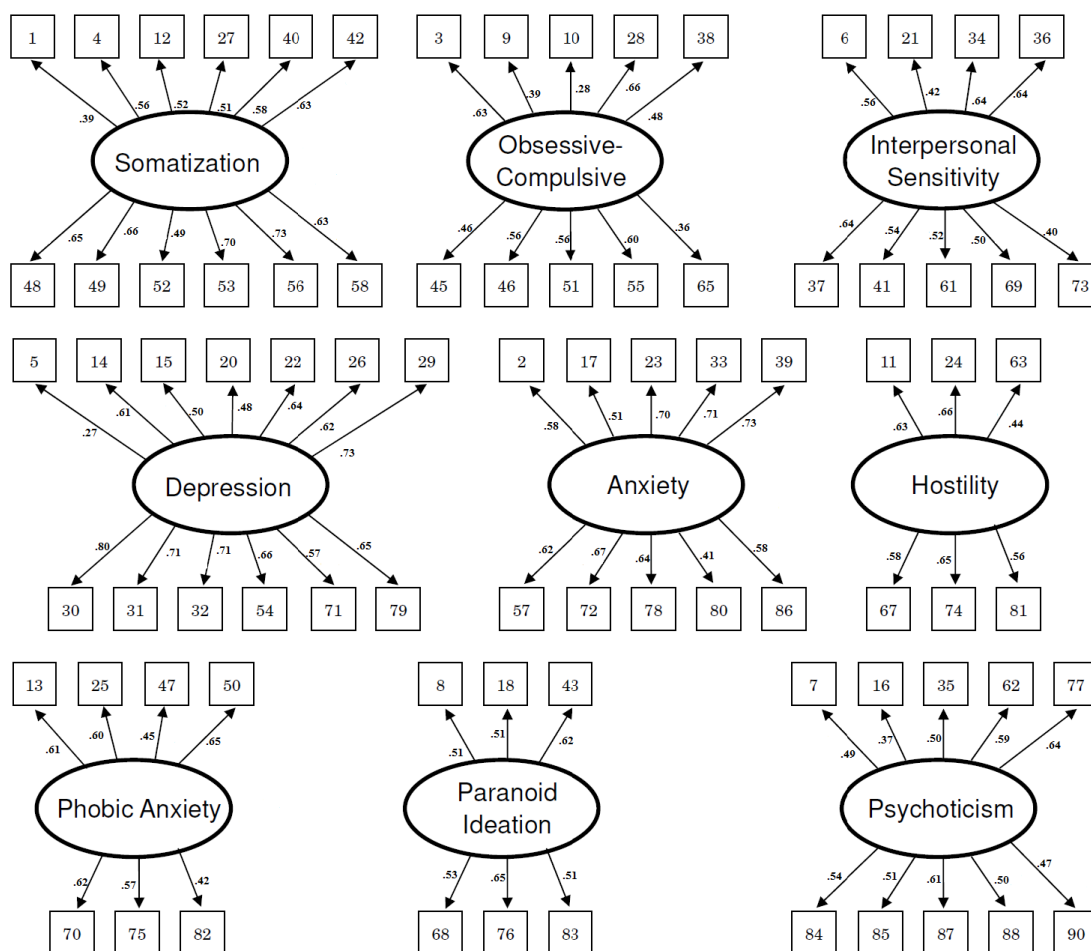 1 4 12 27 40 42
.39 .56 .52 .51 .58 .63
Somatization
.65 .66 .49 .70 .73 .63
48 49 52 53 56 58
3 9 10 28 38
.63 .39 .28 .66 .48
Obsessive-
Compulsive
.46 .56 .56 .60 .36
45 46 51 55 65
6 21 34 36
.56 .42 .64 .64
Interpersonal
Sensitivity
.64 .54 .52 .50 .40
37 41 61 69 73
5 14 15 20 22 26 29
.27 .61 .50 .48 .64 .62 .73
Depression
.80 .71 .71 .66 .57 .65
30 31 32 54 71 79
2 17 23 33 39
.58 .51 .70 .71 .73
Anxiety
.62 .67 .64 .41 .58
57 72 78 80 86
11 24 63
.63 .66 .44
Hostility
.58 .65 .56
67 74 81
13 25 47 50
.61 .60 .45 .65
Phobic Anxiety
.62 .57 .42
70 75 82
8 18 43
.51 .51 .62
Paranoid
Ideation
.53 .65 .51
68 76 83
7 16 35 62 77
.49 .37 .50 .59 .64
Psychoticism
.54 .51 .61 .50 .47
84 85 87 88 90